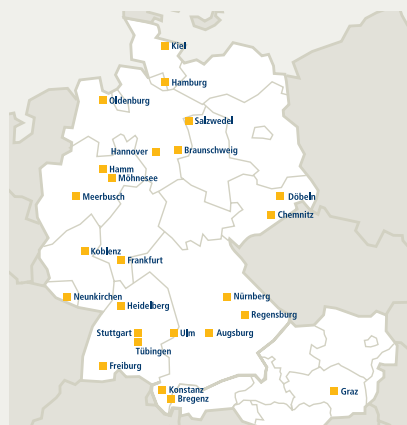 Kiel
Hamburg
Oldenburg
Salzwedel
Hannover
Braunschweig
Hamm
Möhnesee
Meerbusch
Döbeln
Chemnitz
Koblenz
Frankfurt
Neunkirchen
Heidelberg
Nürnberg
Regensburg
Stuttgart
Ulm
Augsburg
Tübingen
Freiburg
Konstanz
Bregenz
Graz